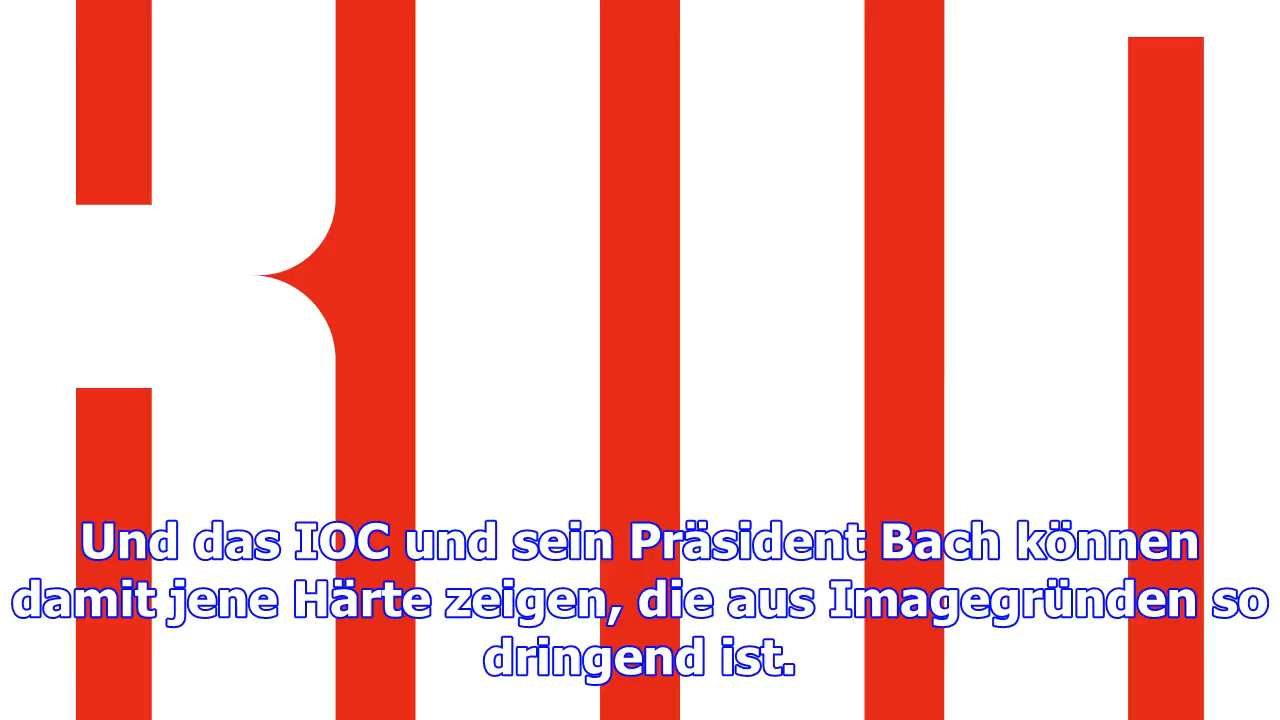 Und das IOC und sein Präsident Bach können
damit jene Härte zeigen, die aus Imagegründen so
dringend ist.